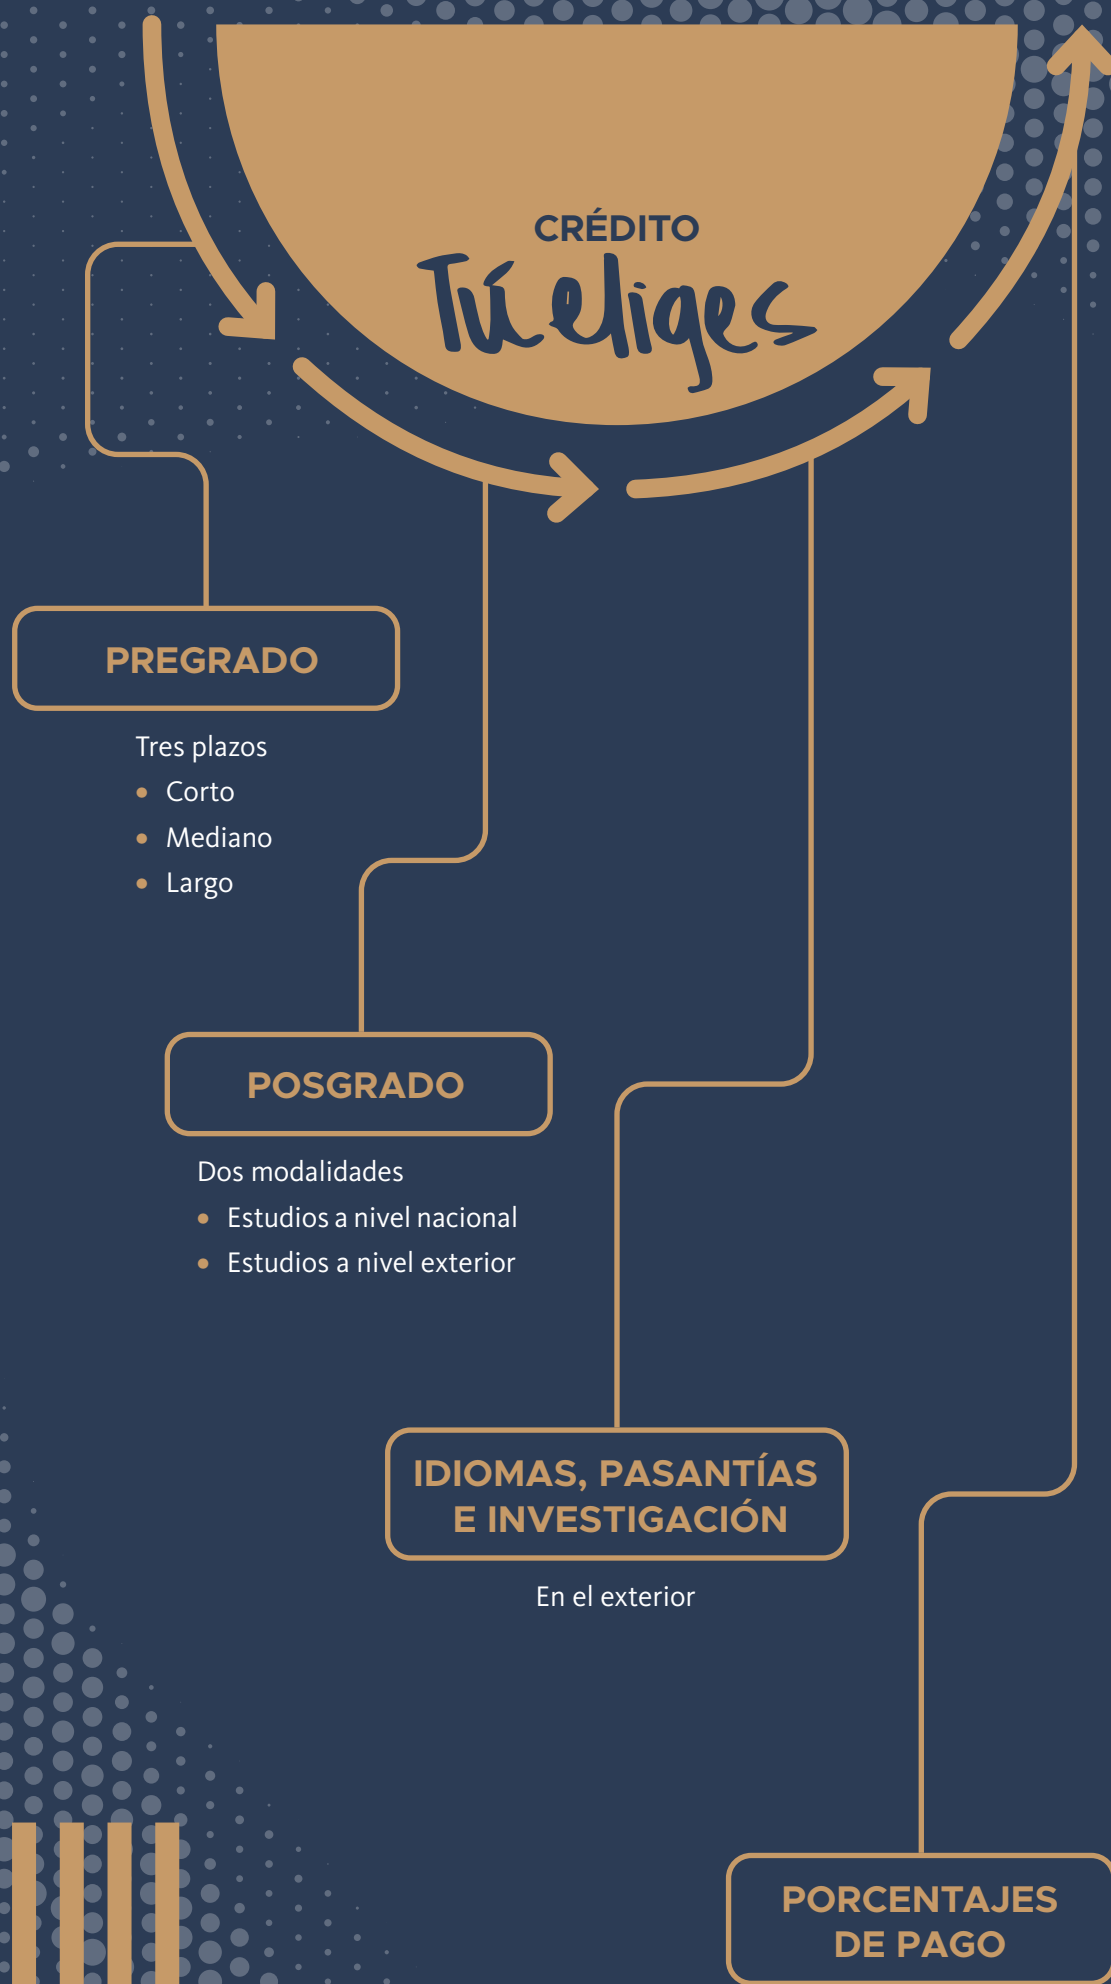 CRÉDITO
Tú eliges
PREGRADO
Tres plazos
• Corto
• Mediano
• Largo
POSGRADO
Dos modalidades
• Estudios a nivel nacional
• Estudios a nivel exterior
IDIOMAS, PASANTÍAS
E INVESTIGACIÓN
En el exterior
PORCENTAJES
DE PAGO